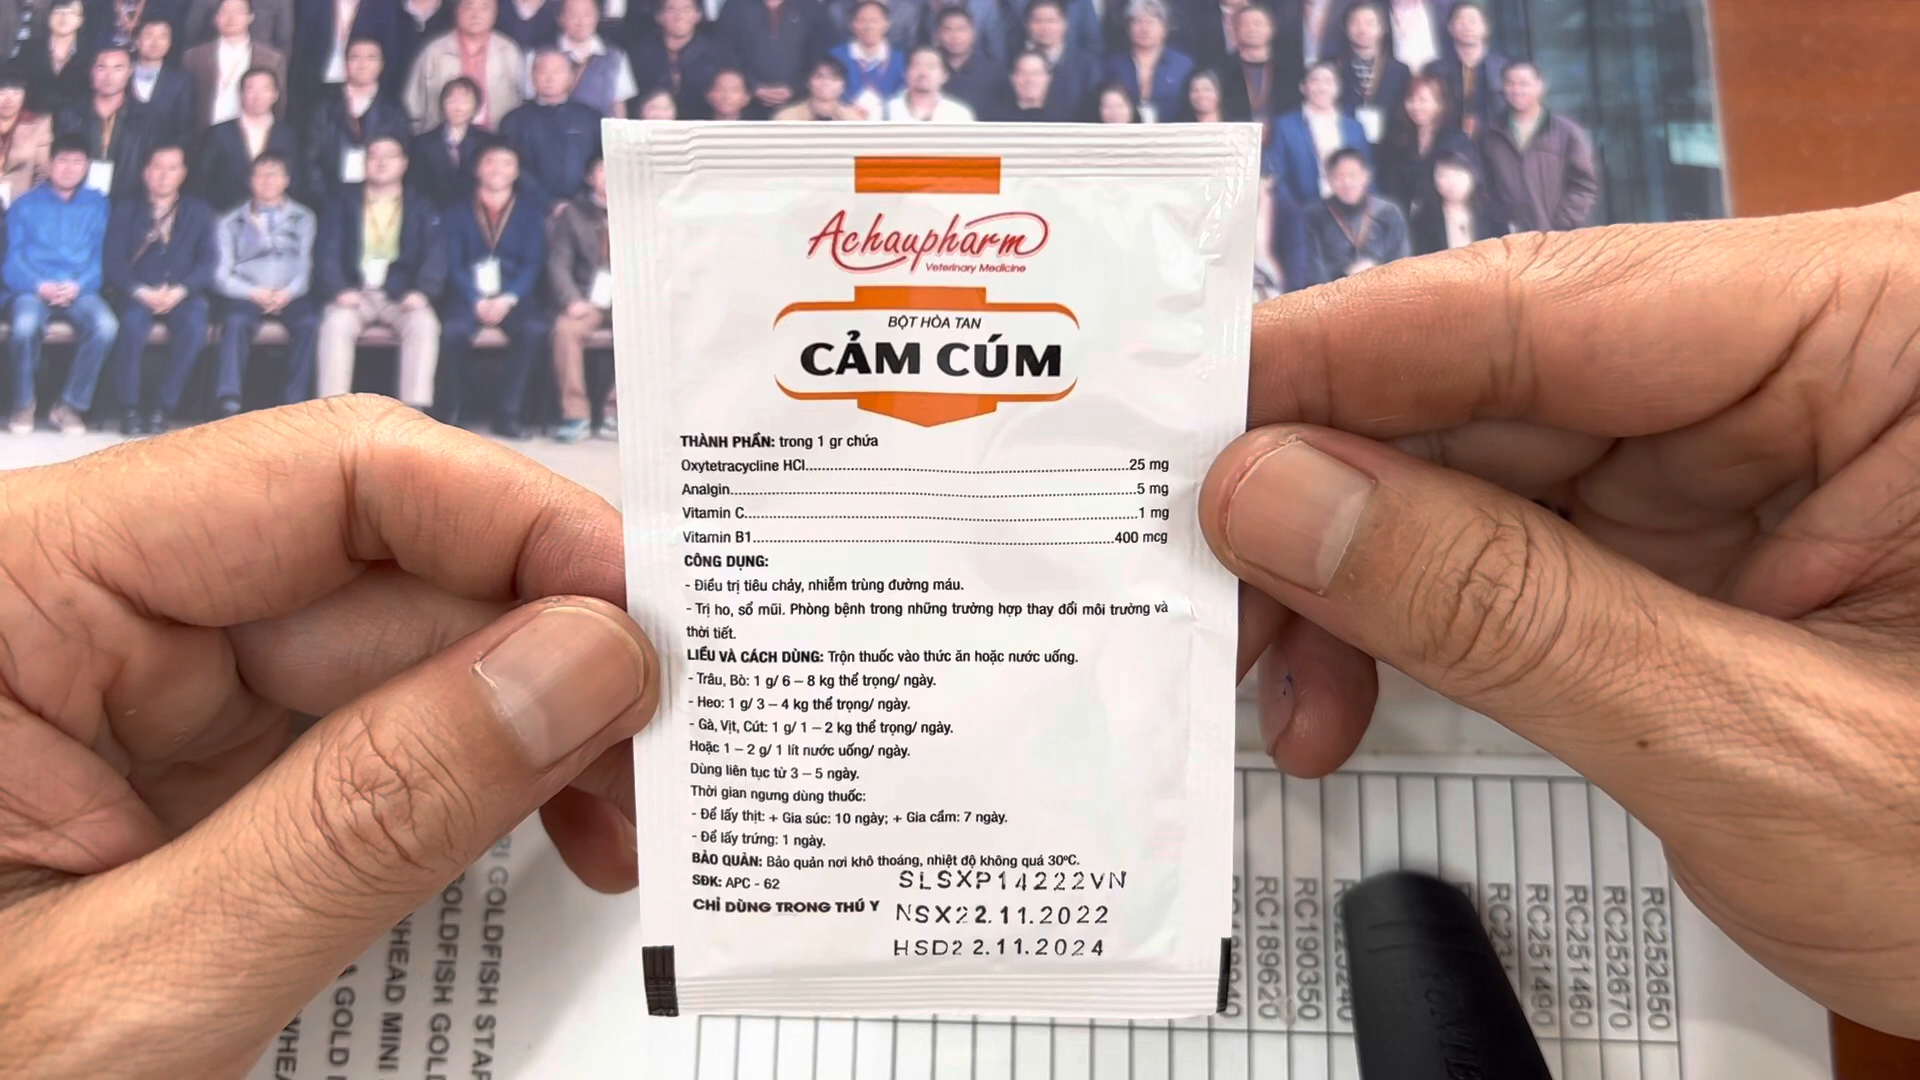 Achaupharm
Veterinary Medicine
BỘT HÒA TAN
CẢM CÚM
THÀNH PHẦN: trong 1 gr chứa
Oxytetracycline HCl........25 mg
Analgin........5 mg
Vitamin C........1 mg
Vitamin B1........400 mcg
CÔNG DỤNG:
- Điều trị tiêu chảy, nhiễm trùng đường máu.
- Trị ho, sổ mũi. Phòng bệnh trong những trường hợp thay đổi môi trường và
thời tiết.
LIỀU VÀ CÁCH DÙNG: Trộn thuốc vào thức ăn hoặc nước uống.
- Trâu, Bò: 1 g/ 6 – 8 kg thể trọng/ ngày.
- Heo: 1 g/ 3 – 4 kg thể trọng/ ngày.
- Gà, Vịt, Cút: 1 g/ 1 – 2 kg thể trọng/ ngày.
Hoặc 1 – 2 g/ 1 lít nước uống/ ngày.
Dùng liên tục từ 3 – 5 ngày.
Thời gian ngưng dùng thuốc:
- Để lấy thịt: + Gia súc: 10 ngày; + Gia cầm: 7 ngày.
- Để lấy trứng: 1 ngày.
BẢO QUẢN: Bảo quản nơi khô thoáng, nhiệt độ không quá 30ºC.
SĐK: APC - 62
CHỈ DÙNG TRONG THÚ Y
SLSXP14222VN
NSX22.11.2022
HSD22.11.2024
GOLDFISH
GOLDFISH
MINI
GOLD
RC189620
RC190350
RC251490
RC251460
RC252670
RC252650